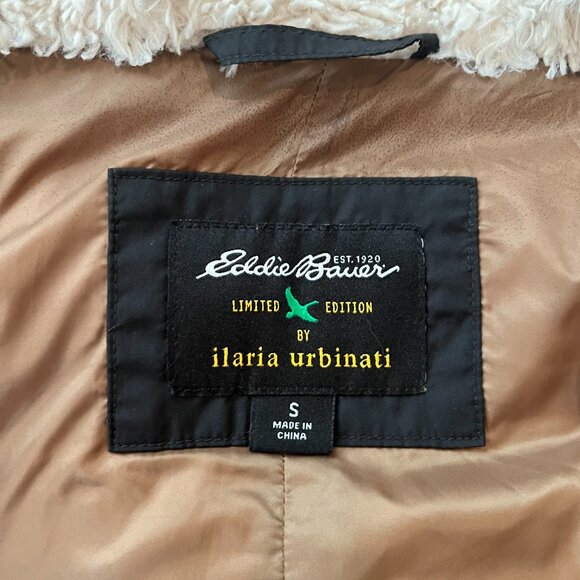 EST. 1920
Eddie Bauer
LIMITED EDITION
BY
ilaria urbinati
S
MADE IN
CHINA